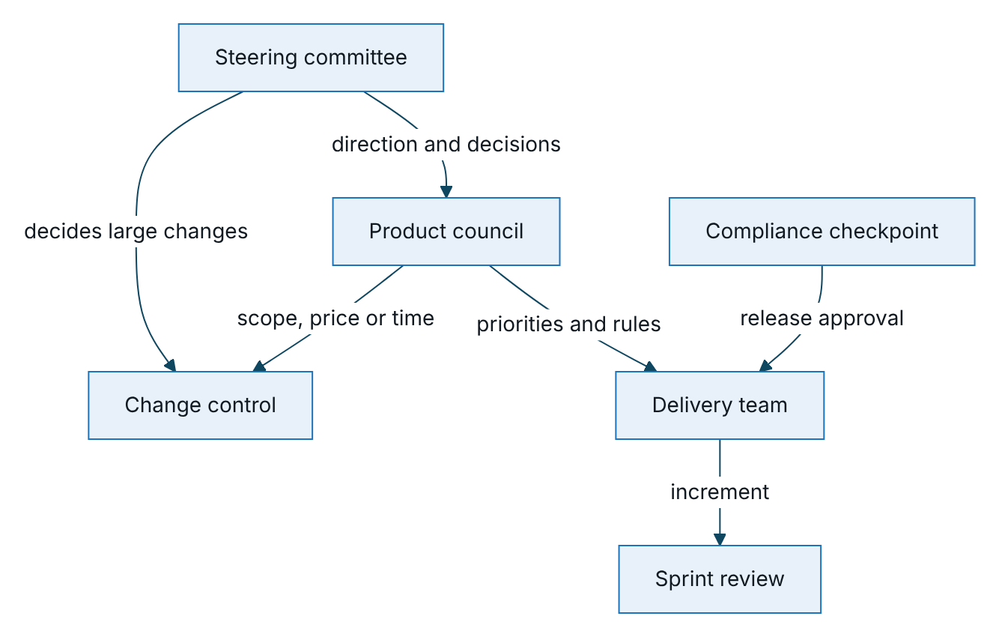 Steering committee
direction and decisions
decides large changes
Product council
Compliance checkpoint
scope, price or time
priorities and rules
release approval
Change control
Delivery team
increment
Sprint review